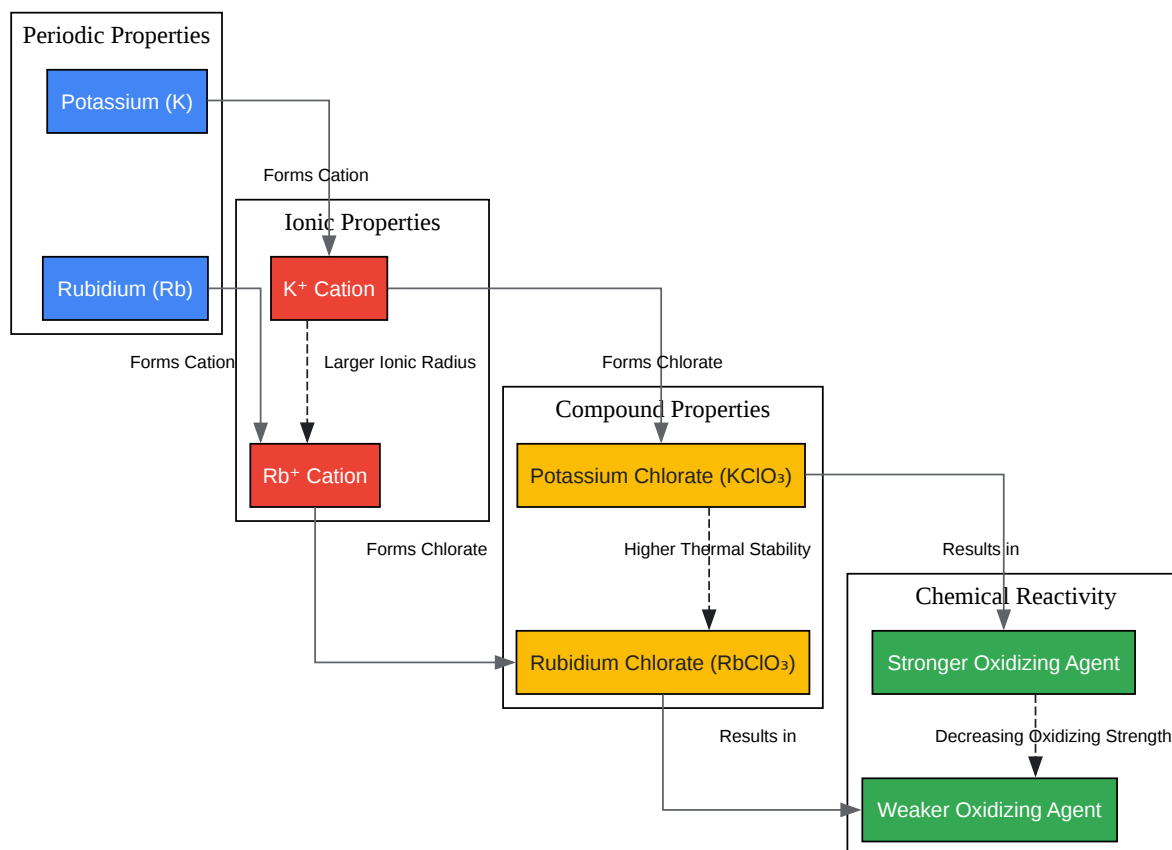 Periodic Properties
Potassium (K)
Forms Cation
Ionic Properties
Rubidium (Rb)
K⁺ Cation
Forms Cation
Larger Ionic Radius
Forms Chlorate
Compound Properties
Rb⁺ Cation
Potassium Chlorate (KClO₃)
Forms Chlorate
Higher Thermal Stability
Results in
Chemical Reactivity
Rubidium Chlorate (RbClO₃)
Stronger Oxidizing Agent
Results in
Decreasing Oxidizing Strength
Weaker Oxidizing Agent